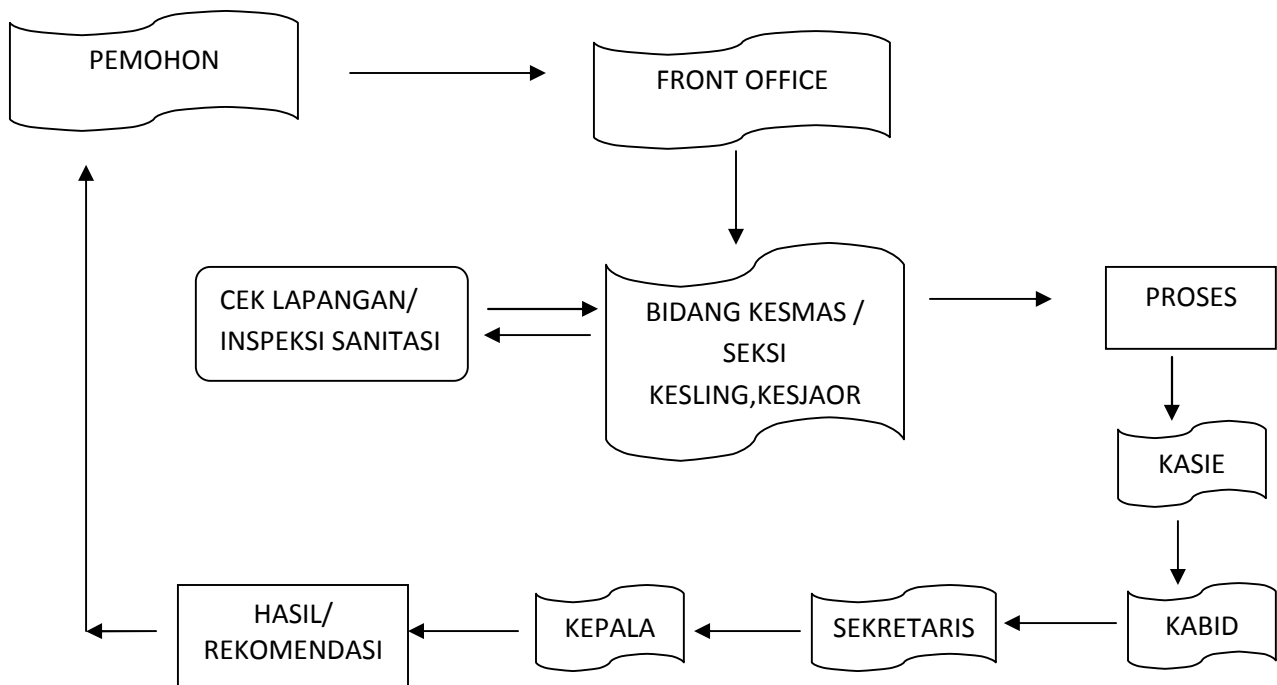 PEMOHON
FRONT OFFICE
CEK LAPANGAN/
INSPEKSI SANITASI
BIDANG KESMAS /
SEKSI
KESLING,KESJAOR
PROSES
KASIE
KABID
SEKRETARIS
KEPALA
HASIL/
REKOMENDASI